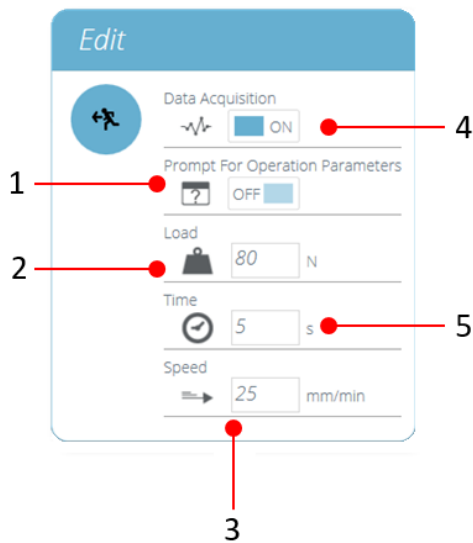 Edit
Data Acquisition
ON
4
Prompt For Operation Parameters
1
? OFF
Load
2
80 N
Time
5 s
5
Speed
25 mm/min
3